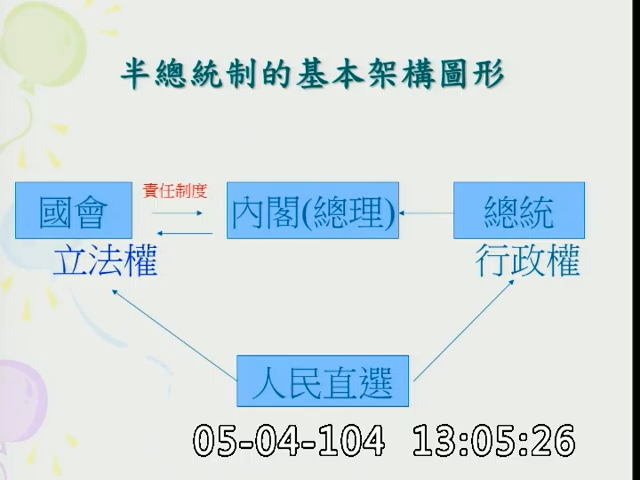 半總統制的基本架構圖形
責任制度
國會
內閣(總理)
總統
立法權
行政權
人民直選
05-04-104 13:05:26